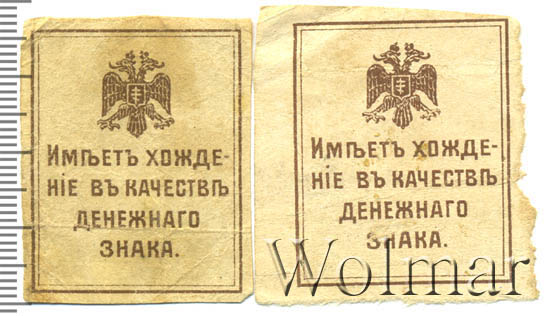 Имѣетъ хожде-
ніе въ качествѣ
денежнаго
знака.
Имѣетъ хожде-
ніе въ качествѣ
денежнаго
знака.
Wolmar